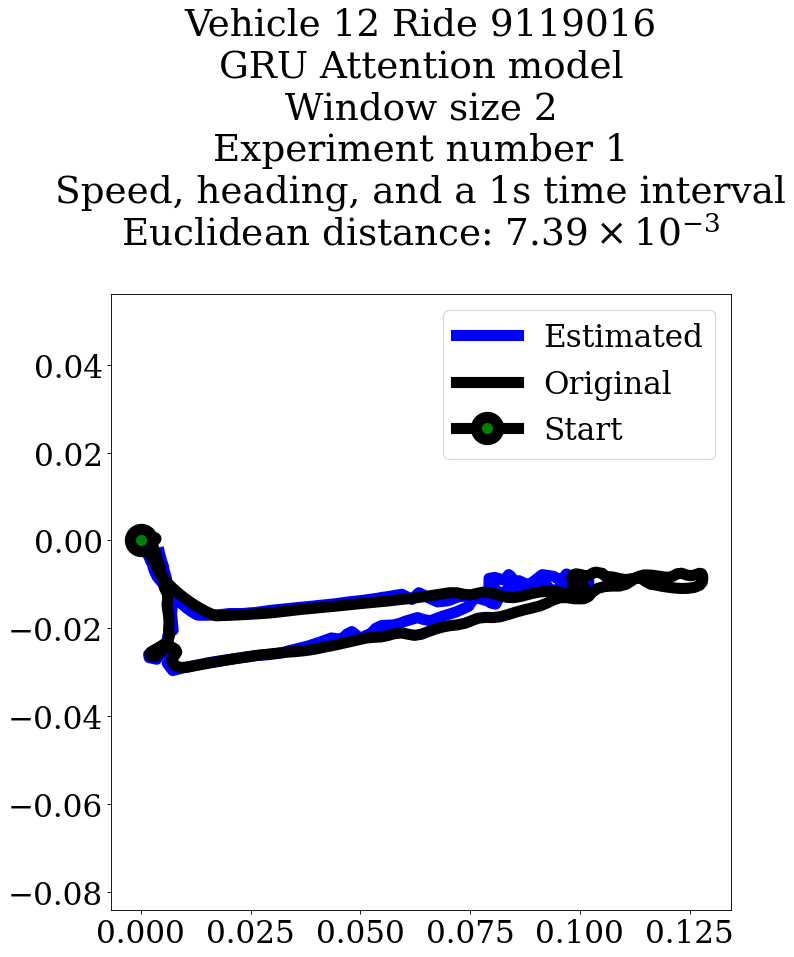 Vehicle 12 Ride 9119016
GRU Attention model
Window size 2
Experiment number 1
Speed, heading, and a 1s time interval
Euclidean distance: 7.39 × 10⁻³
Estimated
Original
Start
0.04
0.02
0.00
−0.02
−0.04
−0.06
−0.08
0.000 0.025 0.050 0.075 0.100 0.125